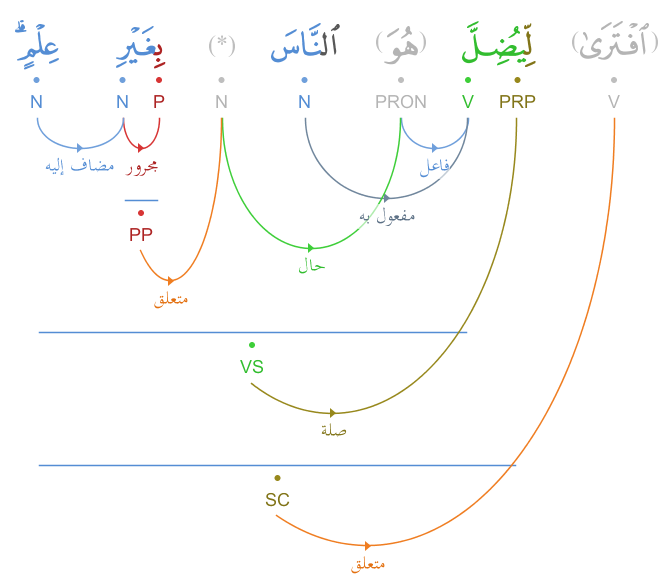 (ٱفْتَرَىٰ) لِّيُضِلَّ (هُوَ) ٱلنَّاسَ (*) بِغَيْرِ عِلْمٍ ۗ
V PRP V PRON N N P N N
فاعل مجرور مضاف إليه
مفعول به
PP
حال
متعلق
VS
صلة
SC
متعلق